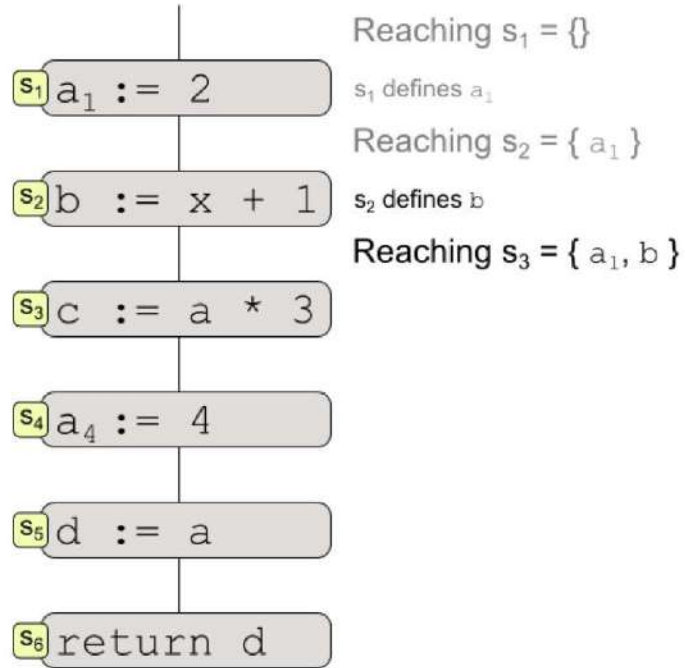 Reaching s₁ = {}
s₁ a₁ := 2
s₁ defines a₁
Reaching s₂ = { a₁ }
s₂ b := x + 1
s₂ defines b
Reaching s₃ = { a₁, b }
s₃ c := a * 3
s₄ a₄ := 4
s₅ d := a
s₆ return d